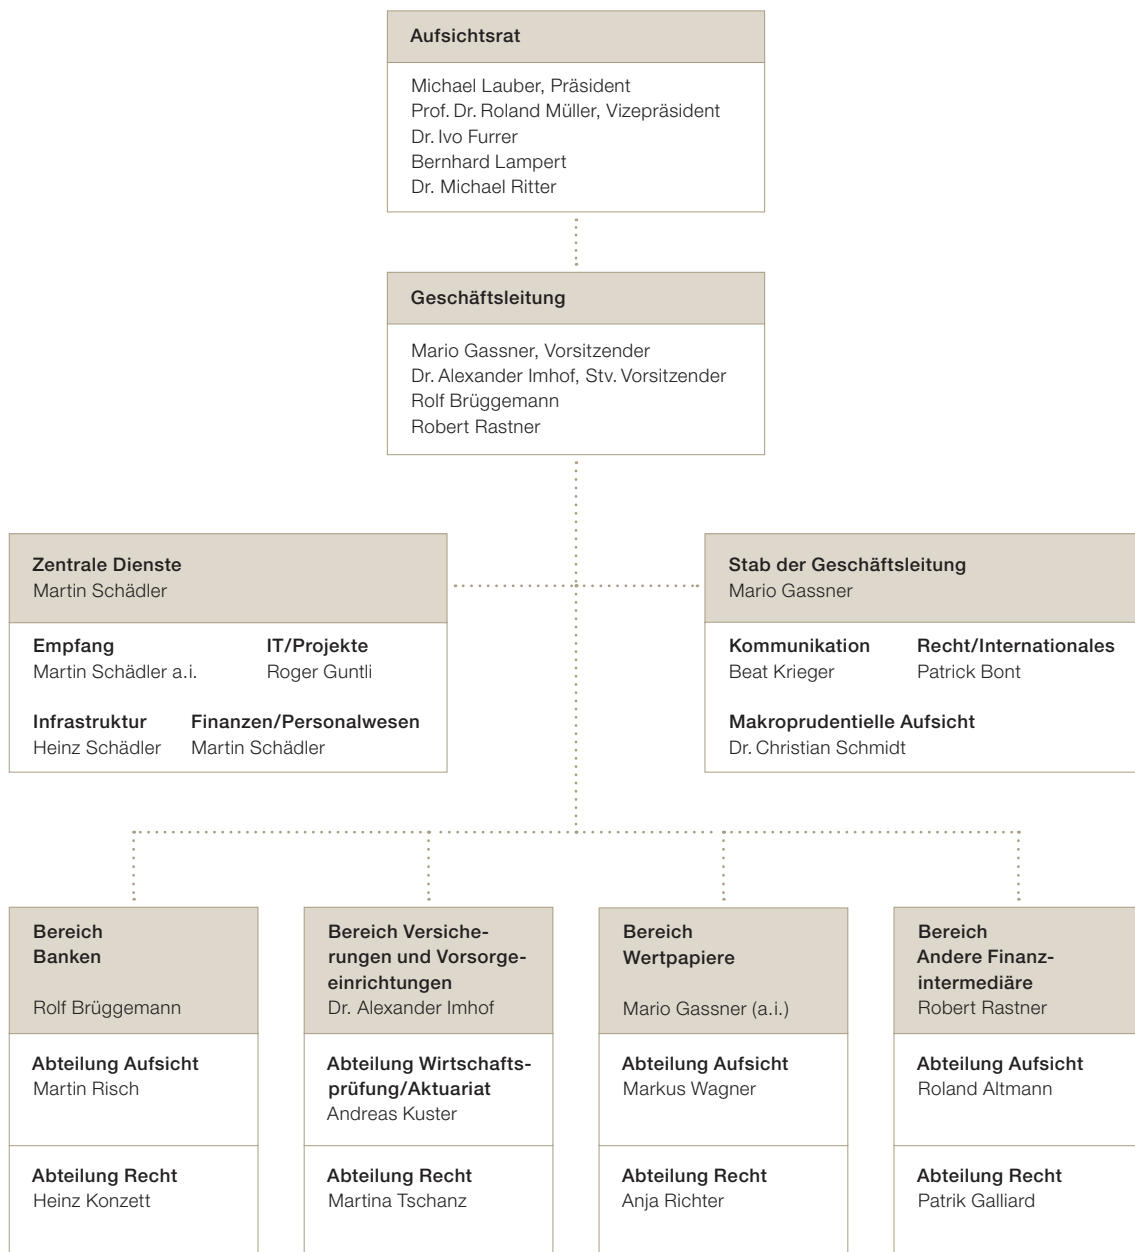 Aufsichtsrat
Michael Lauber, Präsident
Prof. Dr. Roland Müller, Vizepräsident
Dr. Ivo Furrer
Bernhard Lampert
Dr. Michael Ritter
Geschäftsleitung
Mario Gassner, Vorsitzender
Dr. Alexander Imhof, Stv. Vorsitzender
Rolf Brüggemann
Robert Rastner
Zentrale Dienste
Martin Schädler
Empfang
Martin Schädler a.i.
IT/Projekte
Roger Guntli
Infrastruktur
Heinz Schädler
Finanzen/Personalwesen
Martin Schädler
Stab der Geschäftsleitung
Mario Gassner
Kommunikation
Beat Krieger
Recht/Internationales
Patrick Bont
Makroprudentielle Aufsicht
Dr. Christian Schmidt
Bereich
Banken
Rolf Brüggemann
Abteilung Aufsicht
Martin Risch
Abteilung Recht
Heinz Konzett
Bereich Versiche-
rungen und Vorsorge-
einrichtungen
Dr. Alexander Imhof
Abteilung Wirtschafts-
prüfung/Aktuariat
Andreas Kuster
Abteilung Recht
Martina Tschanz
Bereich
Wertpapiere
Mario Gassner (a.i.)
Abteilung Aufsicht
Markus Wagner
Abteilung Recht
Anja Richter
Bereich
Andere Finanz-
intermediäre
Robert Rastner
Abteilung Aufsicht
Roland Altmann
Abteilung Recht
Patrik Galliard